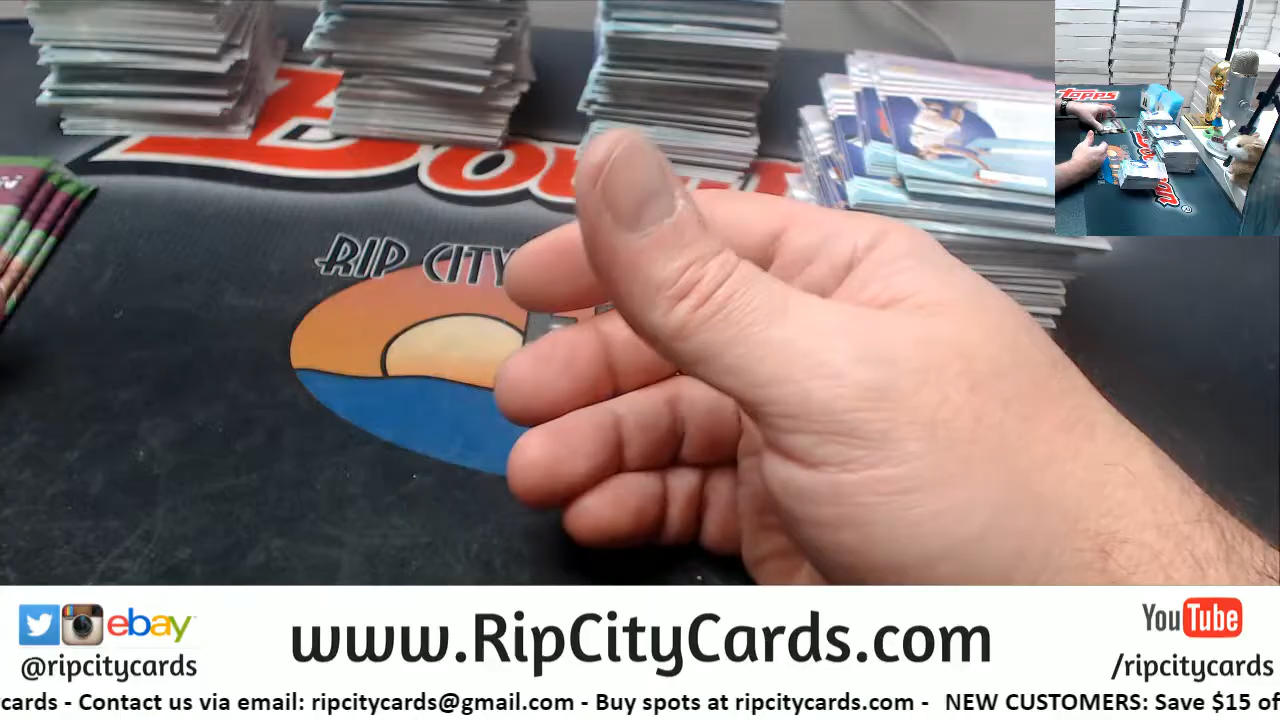 TOPPS
RIP CITY
www.RipCityCards.com
ebay
@ripcitycards
YouTube
/ripcitycards
cards - Contact us via email: ripcitycards@gmail.com - Buy spots at ripcitycards.com - NEW CUSTOMERS: Save $15 of